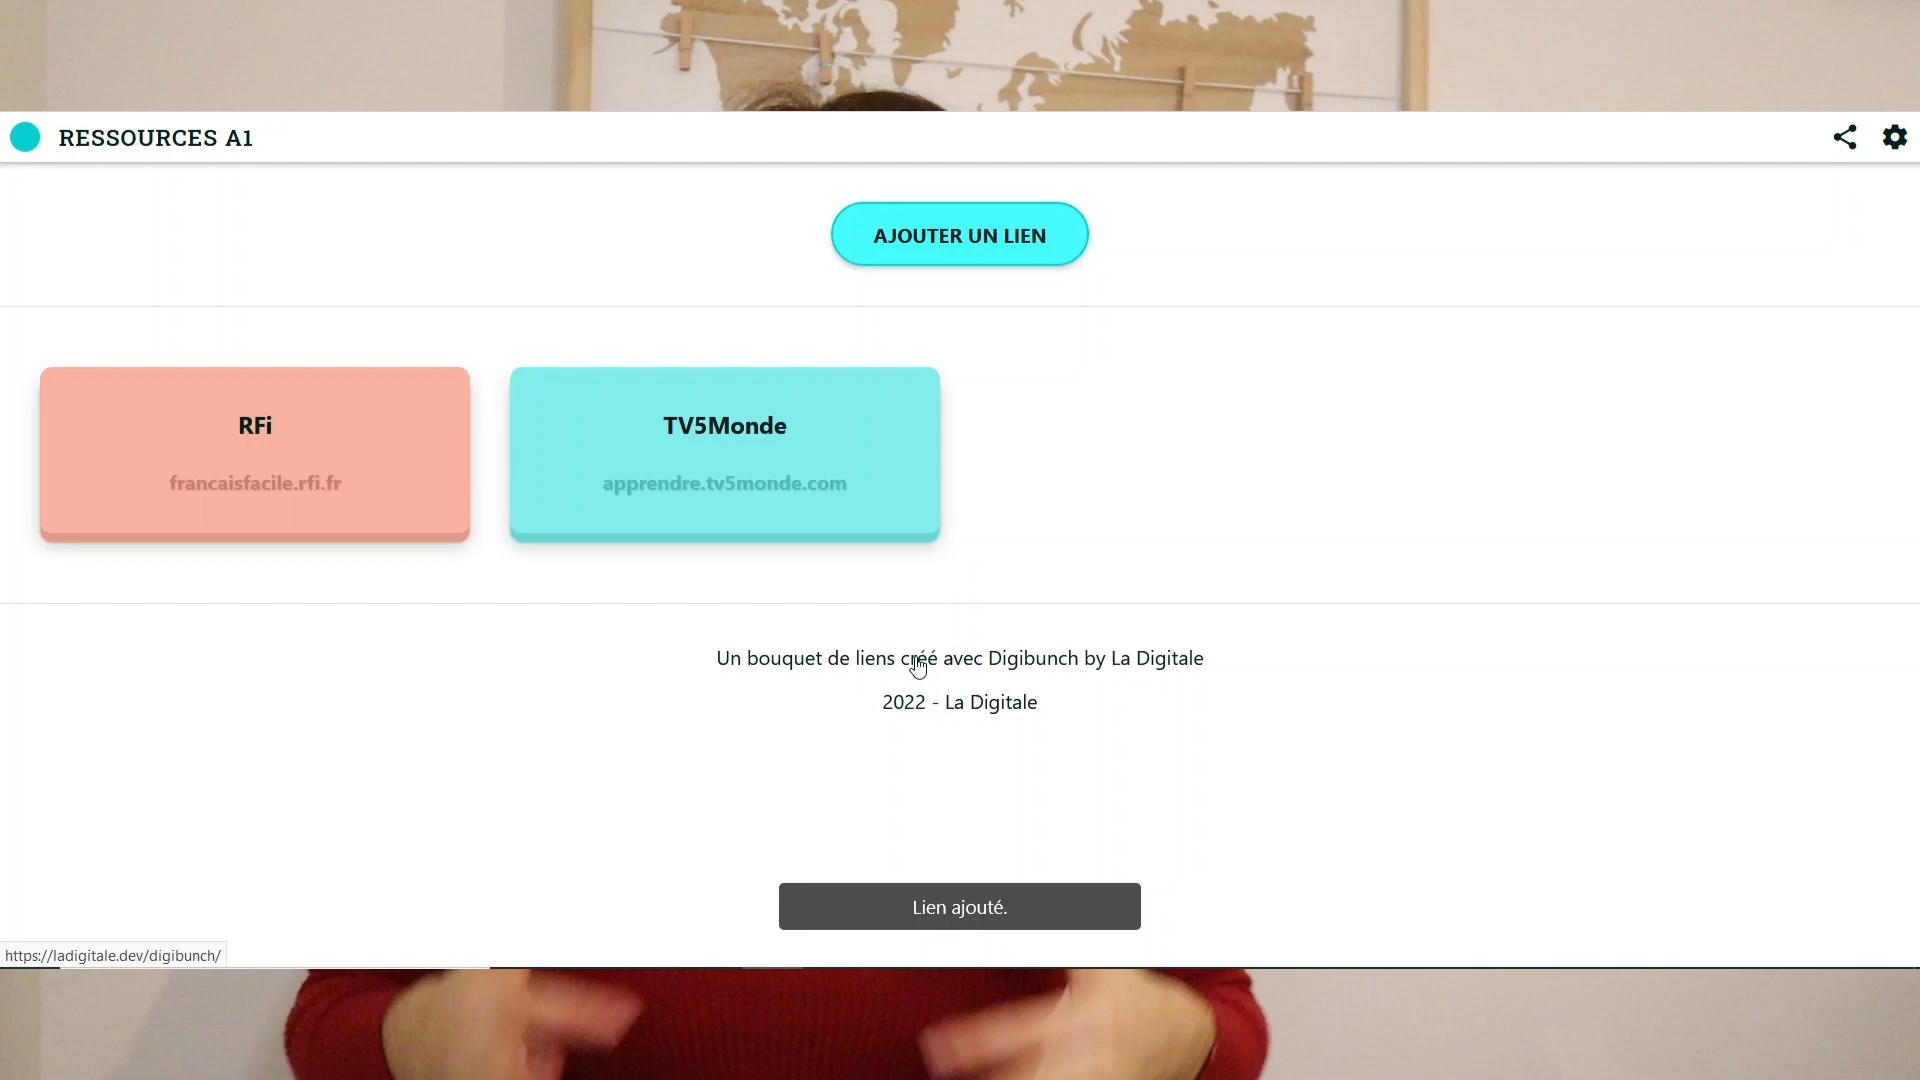 RESSOURCES A1
AJOUTER UN LIEN
RFi
francaisfacile.rfi.fr
TV5Monde
apprendre.tv5monde.com
Un bouquet de liens créé avec Digibunch by La Digitale
2022 - La Digitale
Lien ajouté.
https://ladigitale.dev/digibunch/